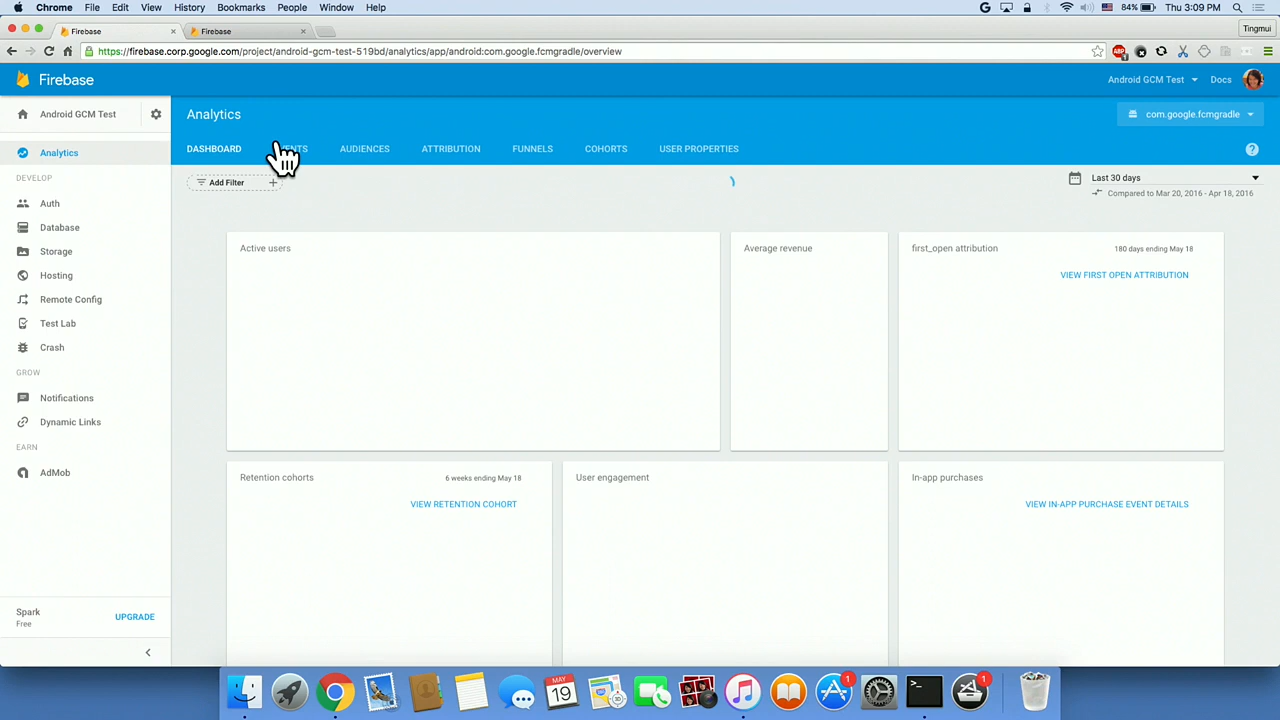 Chrome File Edit View History Bookmarks People Window Help
84% Thu 3:09 PM
Firebase
Firebase
Tingmui
https://firebase.corp.google.com/project/android-gcm-test-519bd/analytics/app/android:com.google.fcmgradle/overview
Firebase
Android GCM Test
Docs
Android GCM Test
Analytics
com.google.fcmgradle
Analytics
DASHBOARD
AUDIENCES
ATTRIBUTION
FUNNELS
COHORTS
USER PROPERTIES
DEVELOP
Add Filter
Last 30 days
Compared to Mar 20, 2016 - Apr 18, 2016
Auth
Database
Storage
Hosting
Remote Config
Test Lab
Crash
GROW
Notifications
Dynamic Links
EARN
AdMob
Active users
Average revenue
first_open attribution
180 days ending May 18
VIEW FIRST OPEN ATTRIBUTION
Retention cohorts
6 weeks ending May 18
VIEW RETENTION COHORT
User engagement
In-app purchases
VIEW IN-APP PURCHASE EVENT DETAILS
Spark
Free
UPGRADE
MAY
19
1
1